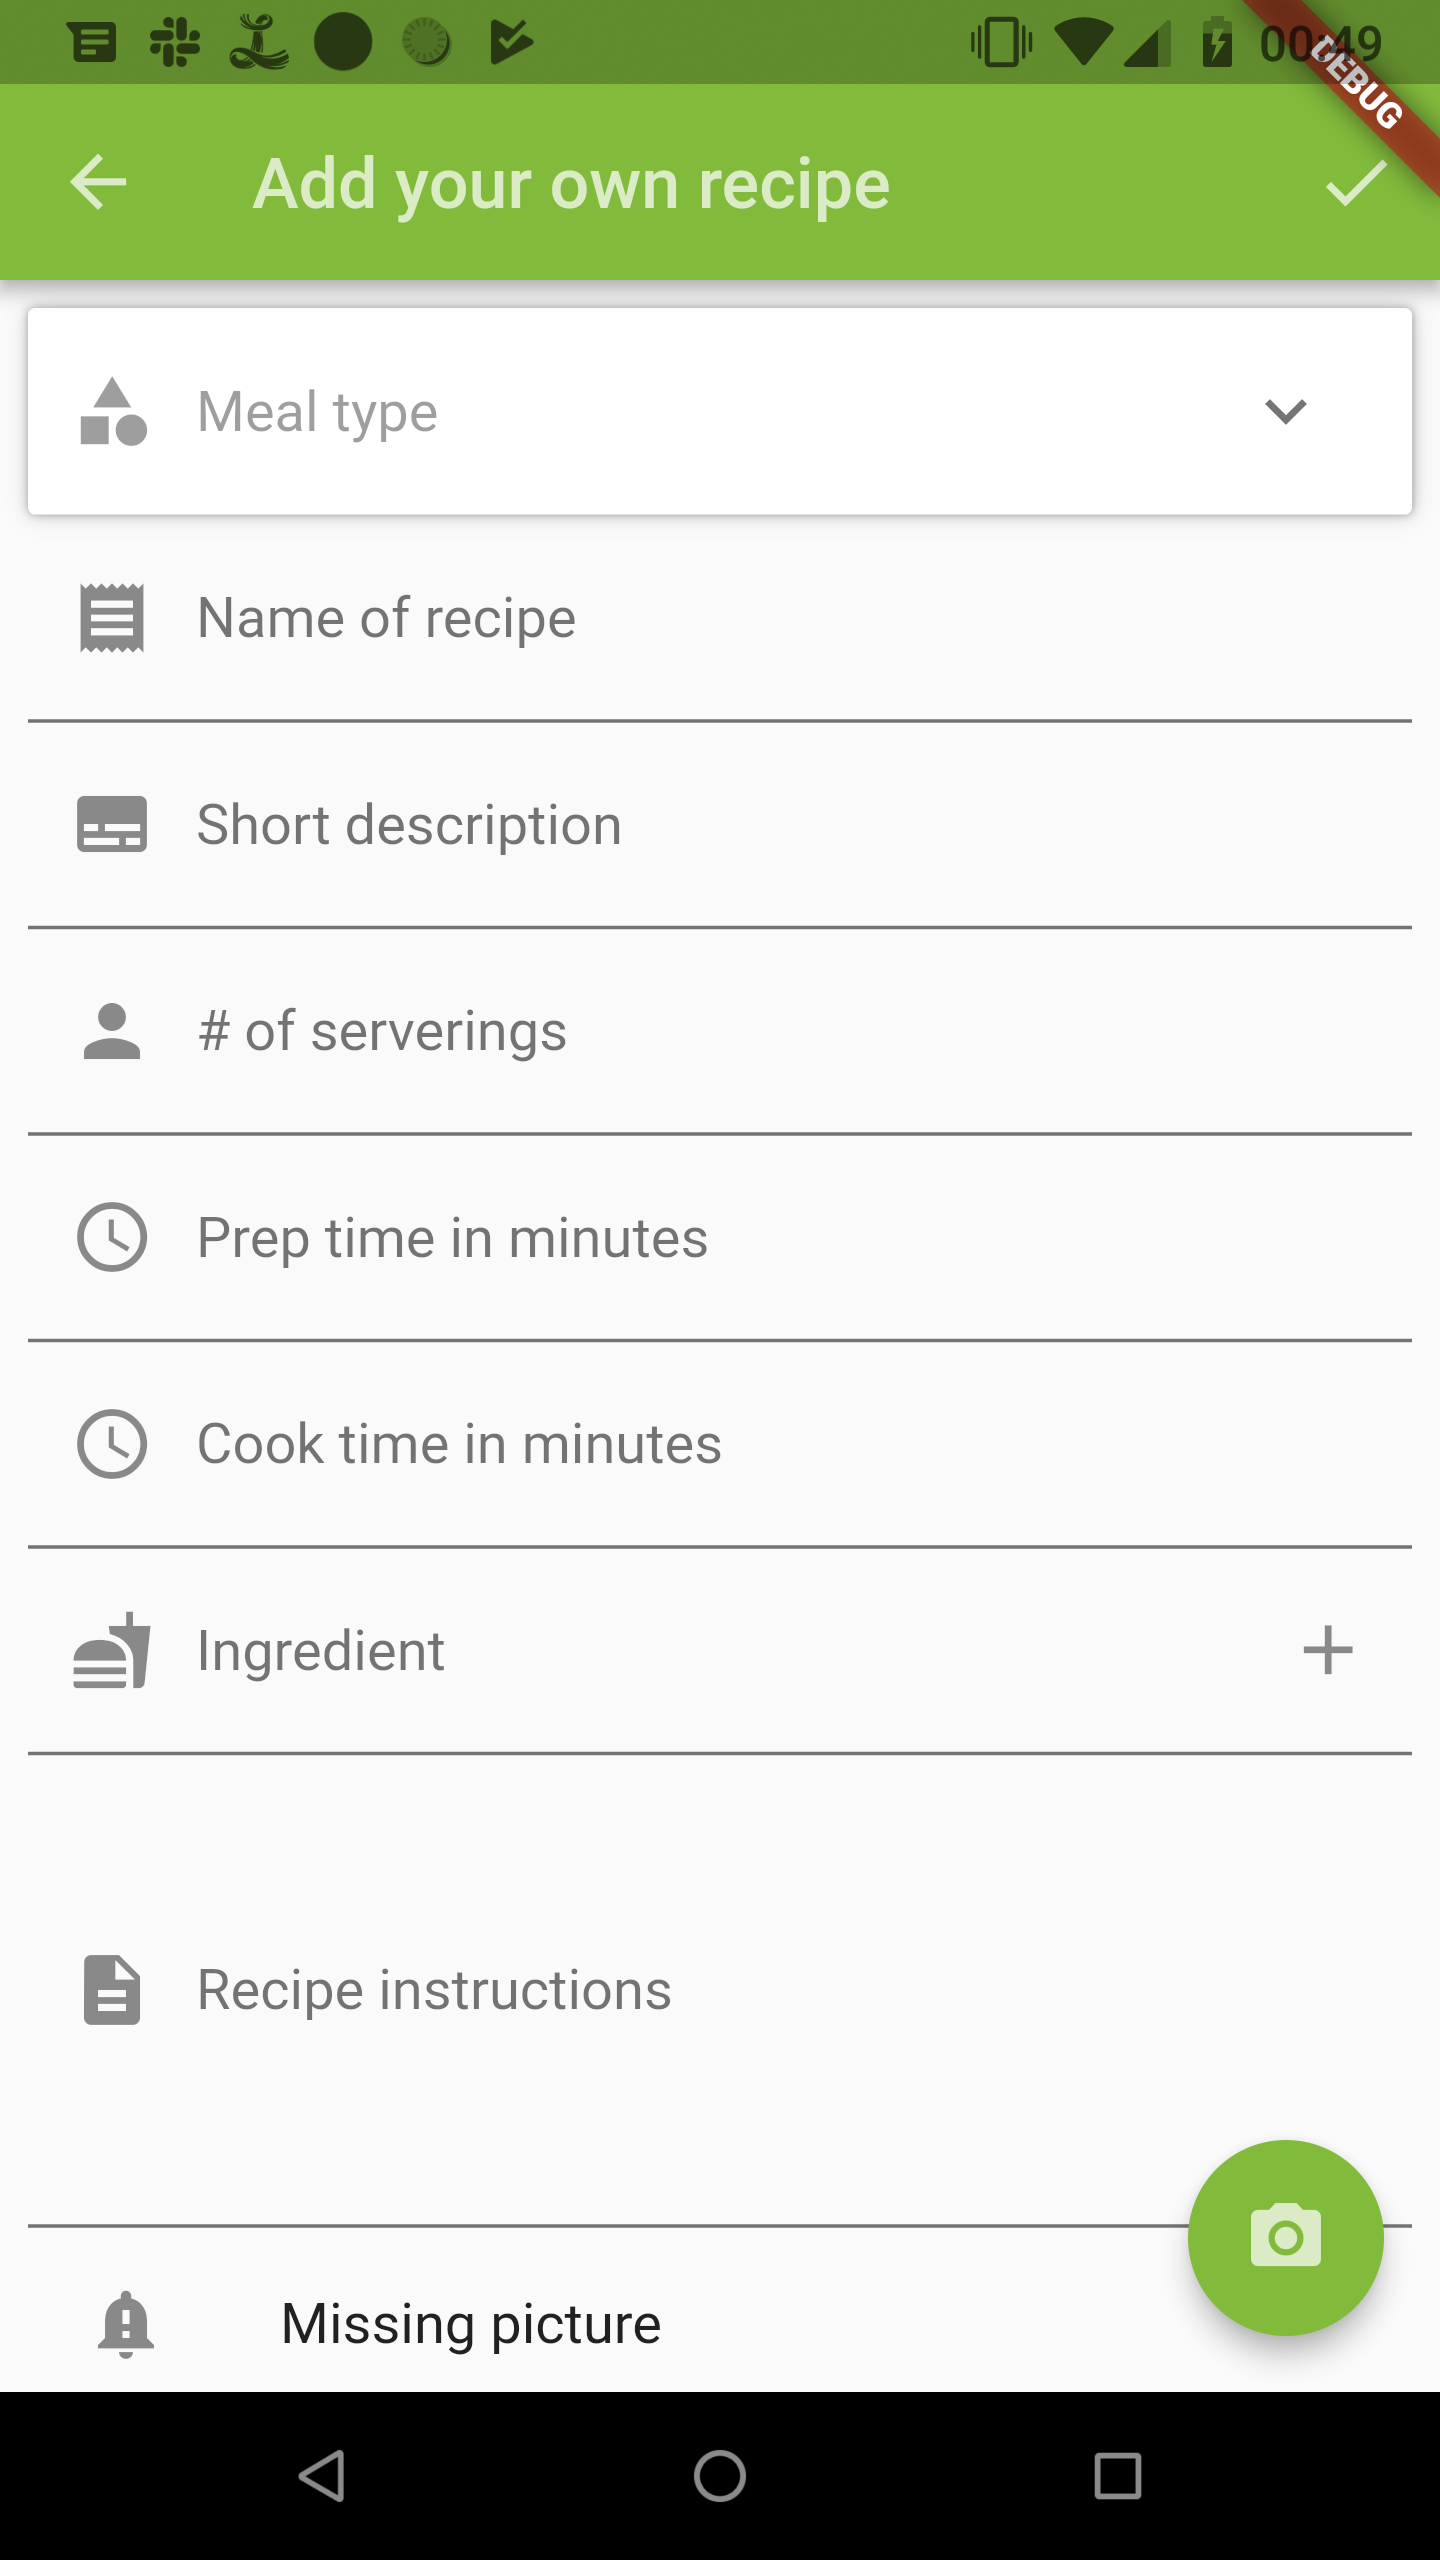 00:49
DEBUG
Add your own recipe
Meal type
Name of recipe
Short description
# of serverings
Prep time in minutes
Cook time in minutes
Ingredient
Recipe instructions
Missing picture